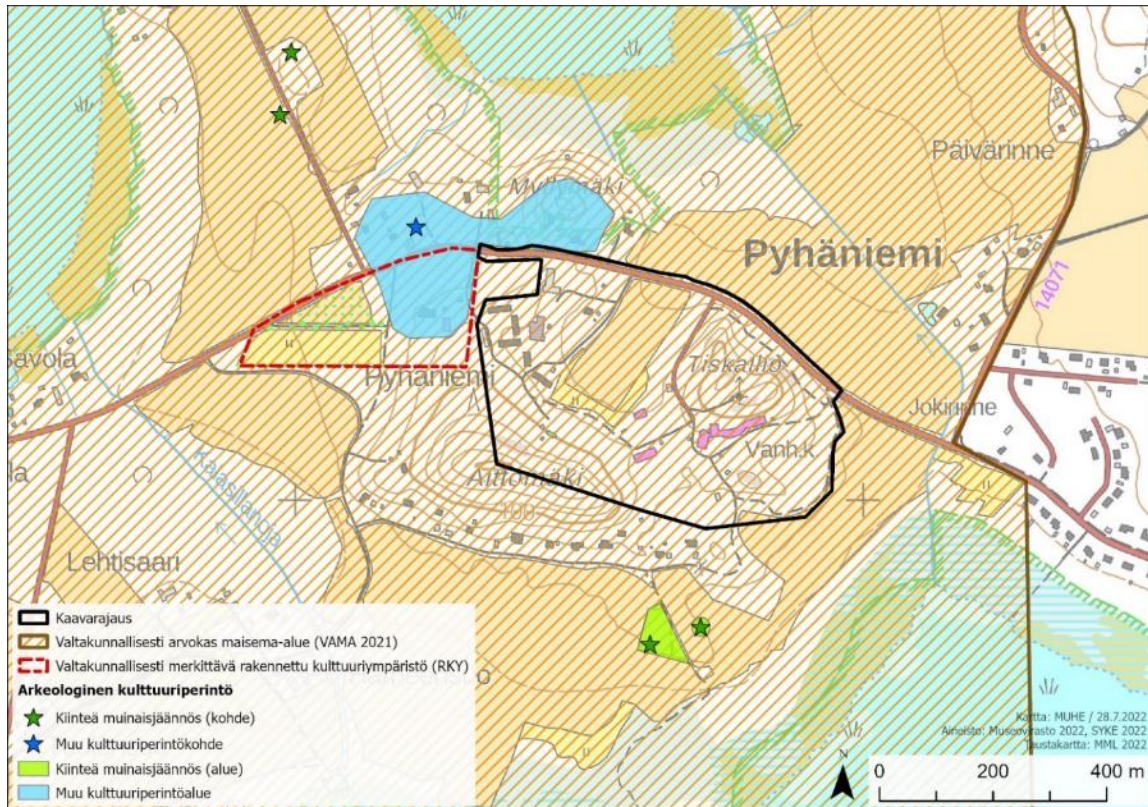 Päivärinne
Myllymäki
Pyhäniemi
14071
Savola
Pyhäniemi
Tiskallio
Jokirinne
Vanh.k
Aittomäki
100
Kaasilanoja
la
Lehtisaari
Kaavarajaus
Valtakunnallisesti arvokas maisema-alue (VAMA 2021)
Valtakunnallisesti merkittävä rakennettu kulttuuriympäristö (RKY)
Arkeologinen kulttuuriperintö
Kiinteä muinaisjäännös (kohde)
Muu kulttuuriperintökohde
Kiinteä muinaisjäännös (alue)
Muu kulttuuriperintöalue
Kartta: MUHE / 28.7.2022
Aineisto: Museovirasto 2022, SYKE 2022
Taustakartta: MML 2022
N
0 200 400 m